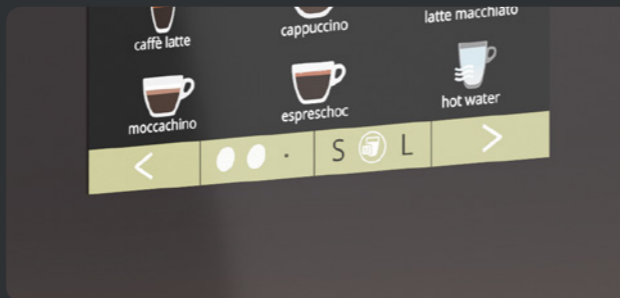 caffè latte
cappuccino
latte macchiato
moccachino
espreschoc
hot water
< S L >